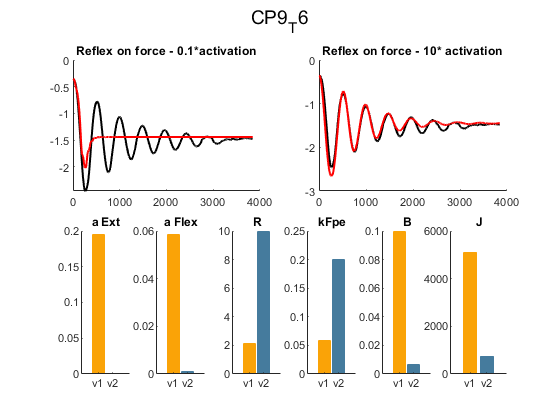 CP9_T6
Reflex on force - 0.1*activation
Reflex on force - 10* activation
0
-0.5
-1
-1.5
-2
0 1000 2000 3000 4000
0
-1
-2
-3
0 1000 2000 3000 4000
a Ext
0.2
0.15
0.1
0.05
0
v1 v2
a Flex
0.06
0.04
0.02
0
v1 v2
R
10
8
6
4
2
0
v1 v2
kFpe
0.25
0.2
0.15
0.1
0.05
0
v1 v2
B
0.1
0.08
0.06
0.04
0.02
0
v1 v2
J
6000
4000
2000
0
v1 v2